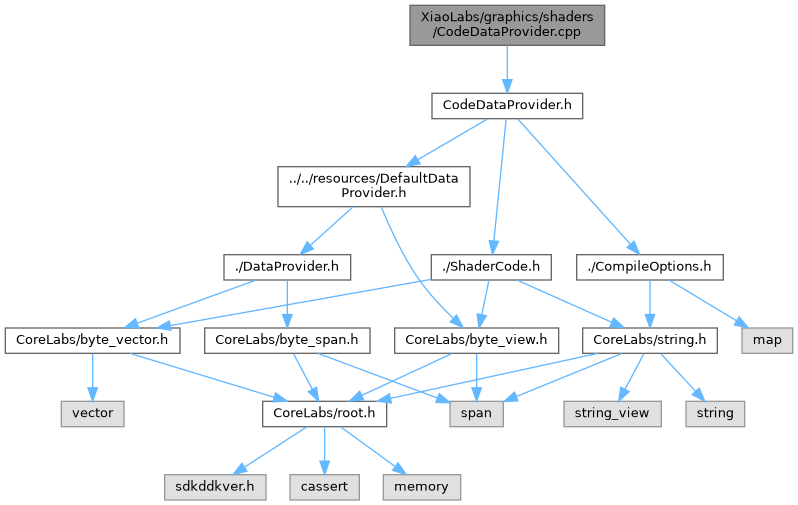 XiaoLabs/graphics/shaders
/CodeDataProvider.cpp
CodeDataProvider.h
../../resources/DefaultData
Provider.h
./DataProvider.h
./ShaderCode.h
./CompileOptions.h
CoreLabs/byte_vector.h
CoreLabs/byte_span.h
CoreLabs/byte_view.h
CoreLabs/string.h
map
vector
CoreLabs/root.h
span
string_view
string
sdkddkver.h
cassert
memory